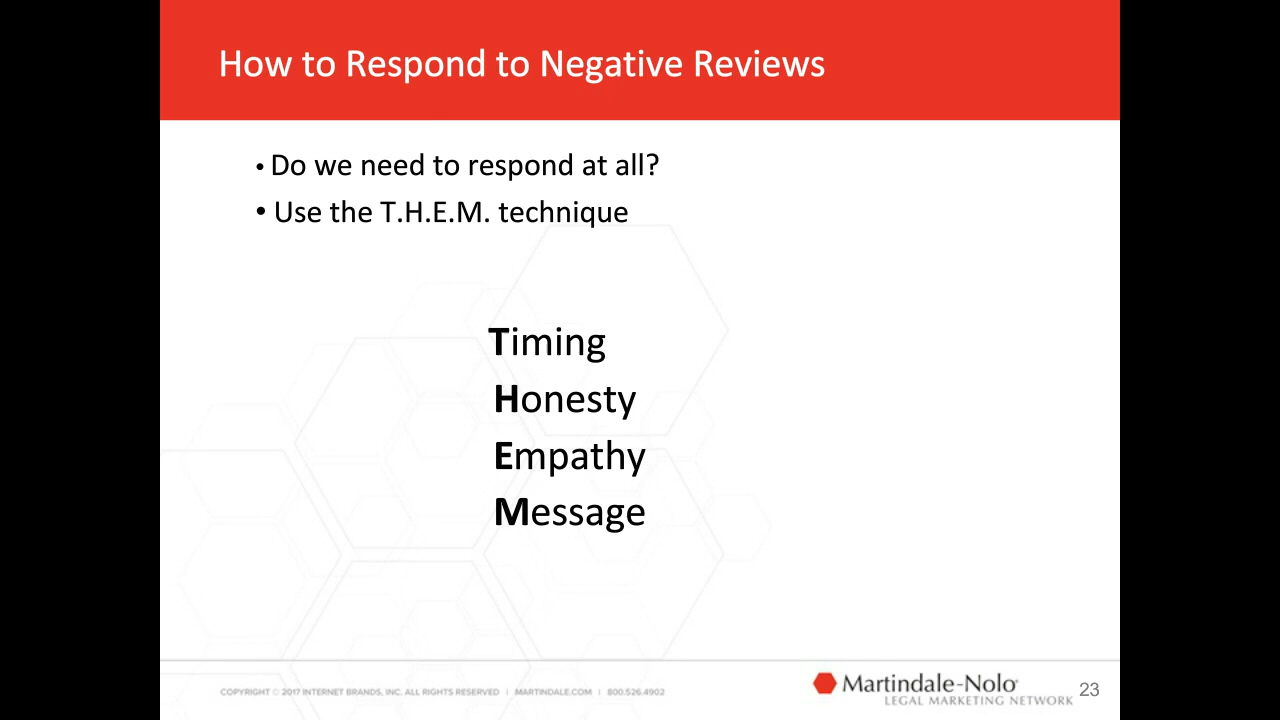 How to Respond to Negative Reviews
• Do we need to respond at all?
• Use the T.H.E.M. technique
Timing
Honesty
Empathy
Message
COPYRIGHT © 2017 INTERNET BRANDS, INC. ALL RIGHTS RESERVED | MARTINDALE.COM | 800.526.4902
Martindale-Nolo®
LEGAL MARKETING NETWORK
23